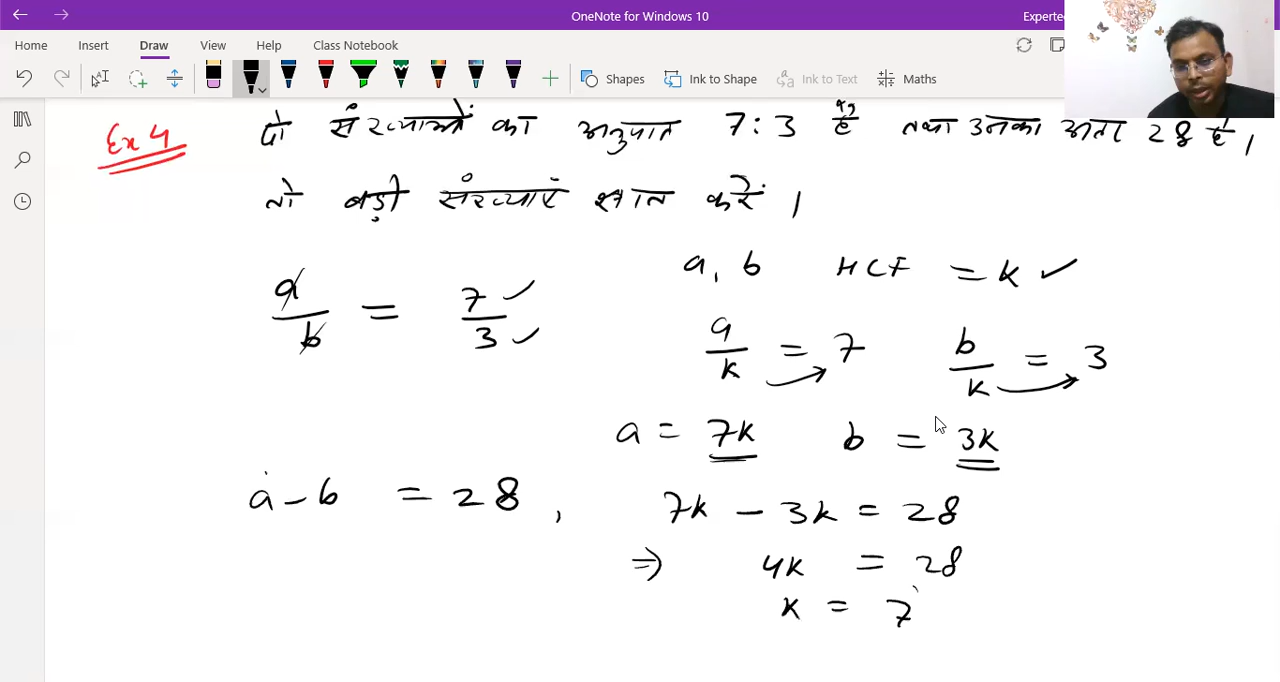 OneNote for Windows 10
Experte
Home Insert Draw View Help Class Notebook
Shapes Ink to Shape Ink to Text Maths
Ex 4 दो संख्याओं का अनुपात 7:3 है तथा उनका अन्तर 28 है,
तो बड़ी संख्याएं ज्ञात करें।
a, b HCF = k ✓
a/b = 7/3
a/k = 7 b/k = 3
a = 7k b = 3k
a - b = 28, 7k - 3k = 28
⇒ 4k = 28
k = 7